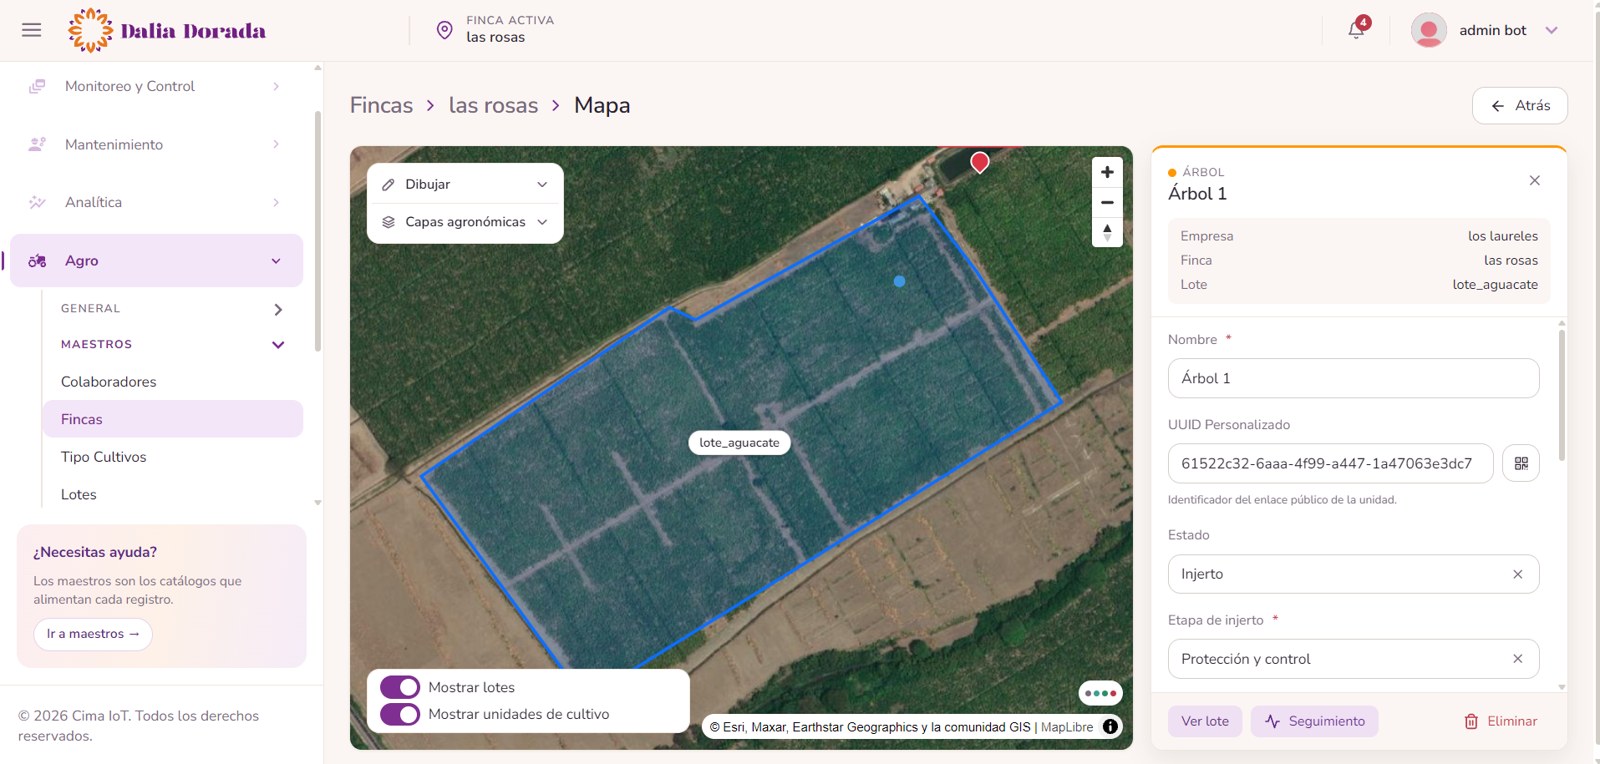 Dalia Dorada
FINCA ACTIVA
las rosas
4
admin bot
Monitoreo y Control
Mantenimiento
Analítica
Agro
GENERAL
MAESTROS
Colaboradores
Fincas
Tipo Cultivos
Lotes
¿Necesitas ayuda?
Los maestros son los catálogos que
alimentan cada registro.
Ir a maestros →
© 2026 Cima IoT. Todos los derechos
reservados.
Fincas > las rosas > Mapa
← Atrás
Dibujar
Capas agronómicas
lote_aguacate
Mostrar lotes
Mostrar unidades de cultivo
© Esri, Maxar, Earthstar Geographics y la comunidad GIS | MapLibre
ÁRBOL
Árbol 1
Empresa los laureles
Finca las rosas
Lote lote_aguacate
Nombre *
Árbol 1
UUID Personalizado
61522c32-6aaa-4f99-a447-1a47063e3dc7
Identificador del enlace público de la unidad.
Estado
Injerto
Etapa de injerto *
Protección y control
Ver lote
Seguimiento
Eliminar